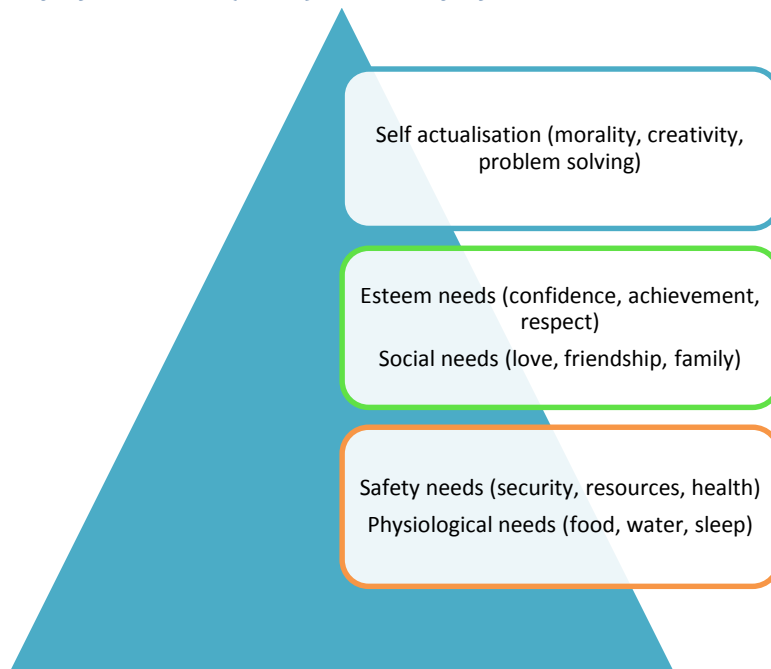 Self actualisation (morality, creativity,
problem solving)
Esteem needs (confidence, achievement,
respect)
Social needs (love, friendship, family)
Safety needs (security, resources, health)
Physiological needs (food, water, sleep)